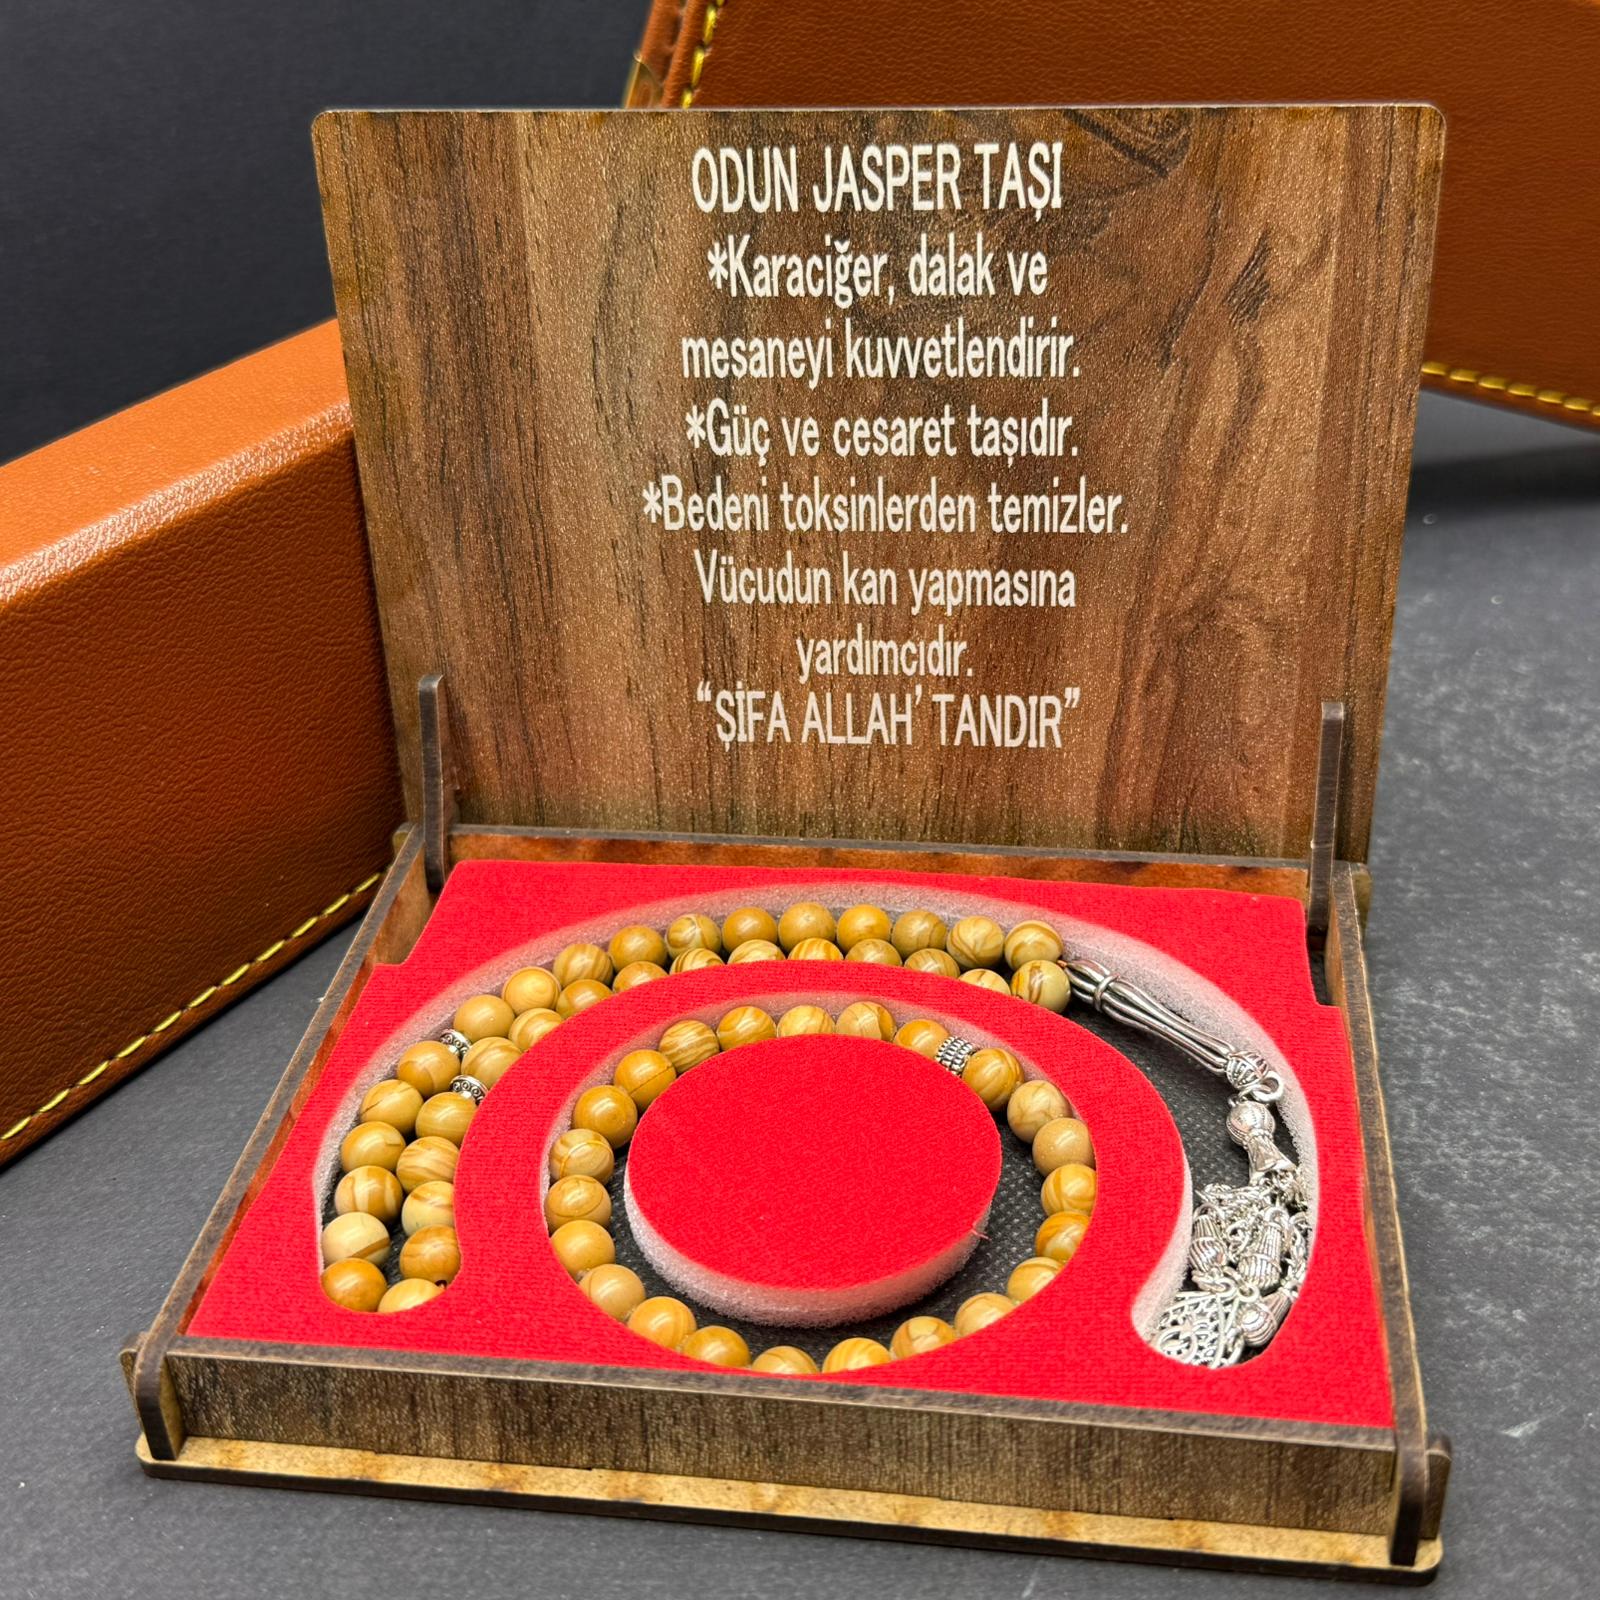 ODUN JASPER TAŞI
*Karaciğer, dalak ve
mesaneyi kuvvetlendirir.
*Güç ve cesaret taşıdır.
*Bedeni toksinlerden temizler.
Vücudun kan yapmasına
yardımcıdır.
“ŞİFA ALLAH’ TANDIR”